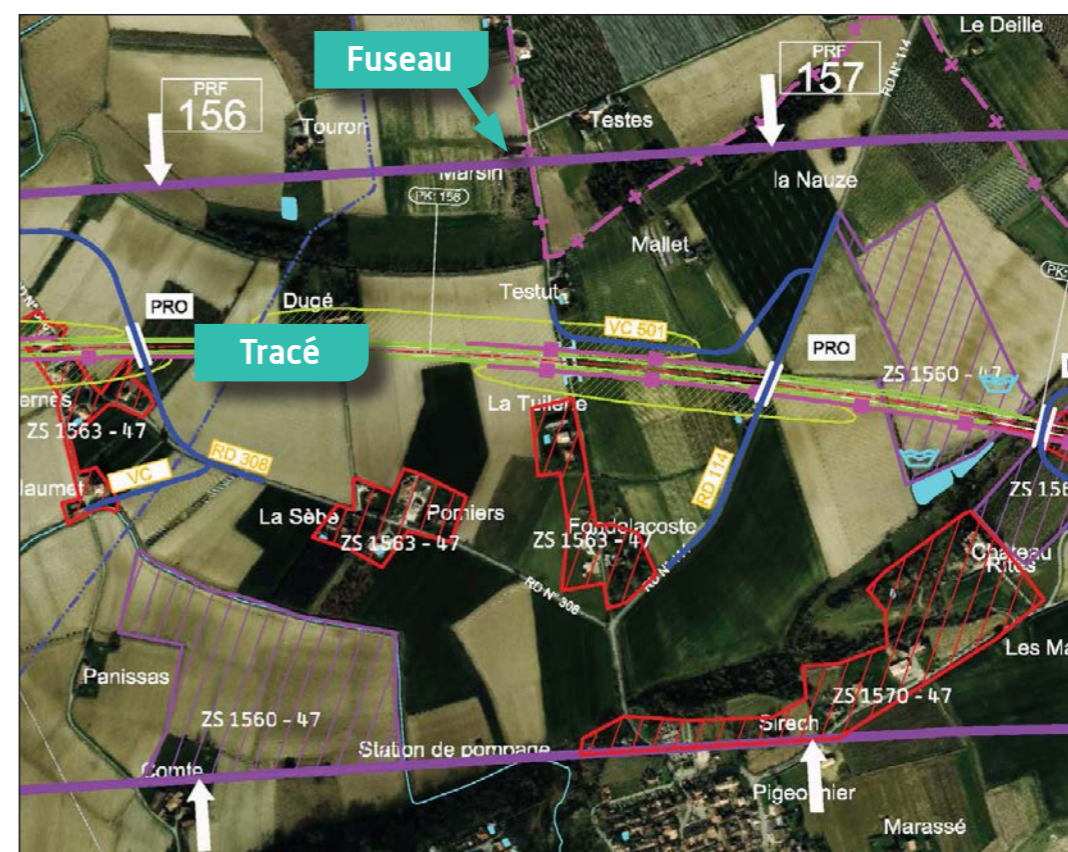 Le Deille
Fuseau
PRF
157
RD N° 114
PRF
156
Touron
Testes
Marsin
la Nauze
PK: 156
Mallet
Testut
Dugé
PRO
VC 501
Tracé
PRO
ZS 1560 - 47
La Tuilerie
ZS 1563 - 47
RD 308
VC
RD 114
La Sèbe
Pomiers
ZS 1563 - 47
Fondelacoste
ZS 1563 - 47
Chateau
Rites
RD N° 308
Les Ma
Panissas
ZS 1570 - 47
ZS 1560 - 47
Sirech
Station de pompage
Comte
Pigeonnier
Marassé